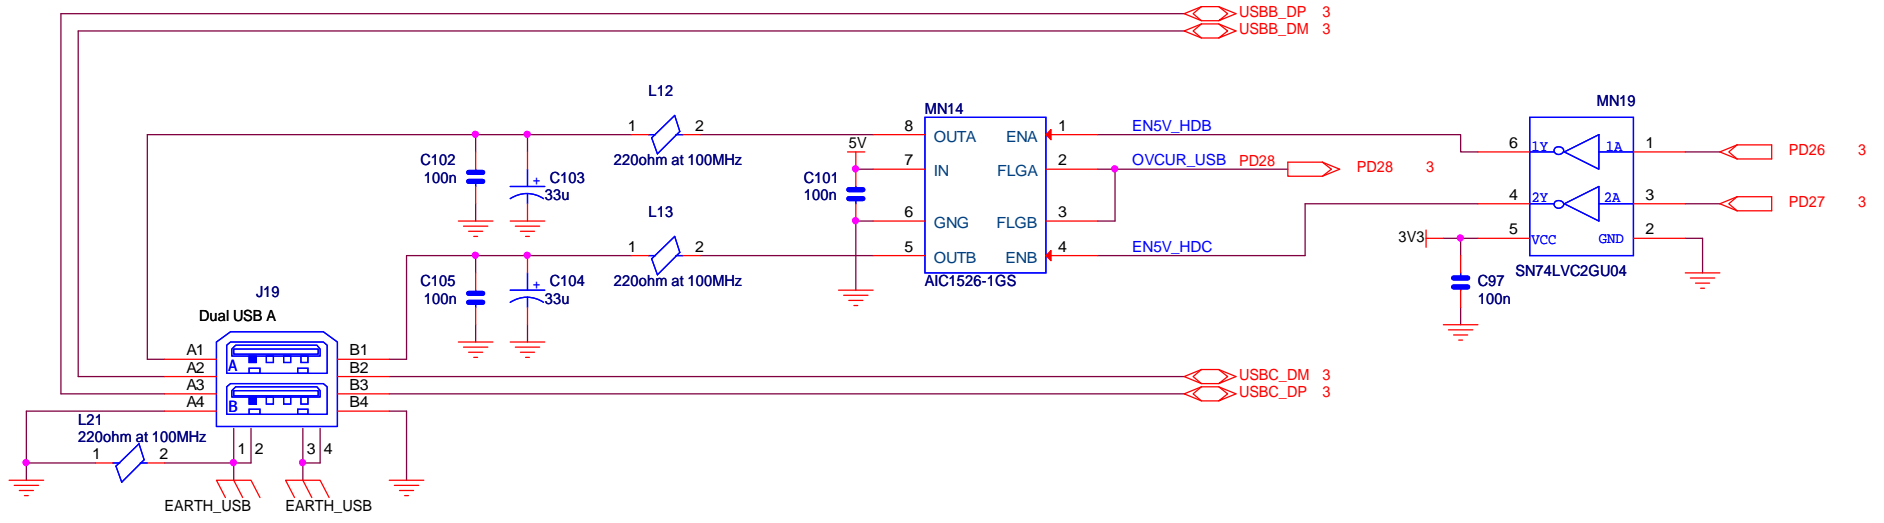 USBB_DP 3
USBB_DM 3
L12
1 2
220ohm at 100MHz
C102
100n
+
C103
33u
L13
1 2
220ohm at 100MHz
C105
100n
+
C104
33u
5V
C101
100n
MN14
8 OUTA ENA 1
7 IN FLGA 2
6 GNG FLGB 3
5 OUTB ENB 4
AIC1526-1GS
EN5V_HDB
OVCUR_USB PD28 PD28 3
EN5V_HDC
MN19
6 1Y 1A 1 PD26 3
4 2Y 2A 3 PD27 3
3V3 5 VCC GND 2
SN74LVC2GU04
C97
100n
J19
Dual USB A
A1 B1
A2 A B2
A3 B3
A4 B B4
USBC_DM 3
USBC_DP 3
L21
220ohm at 100MHz
1 2
1 2 3 4
EARTH_USB EARTH_USB